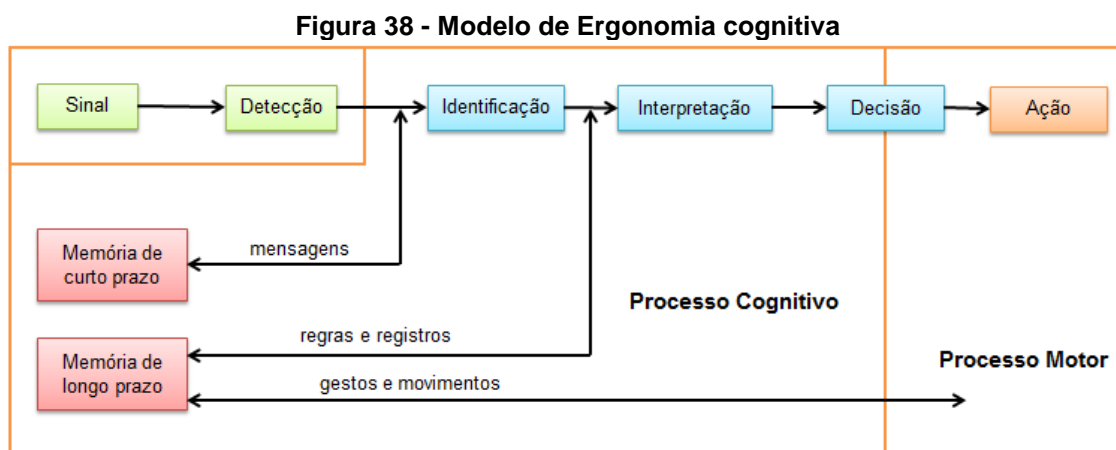 Figura 38 - Modelo de Ergonomia cognitiva
Sinal
Detecção
Identificação
Interpretação
Decisão
Ação
Memória de
curto prazo
mensagens
Processo Cognitivo
regras e registros
Memória de
longo prazo
gestos e movimentos
Processo Motor